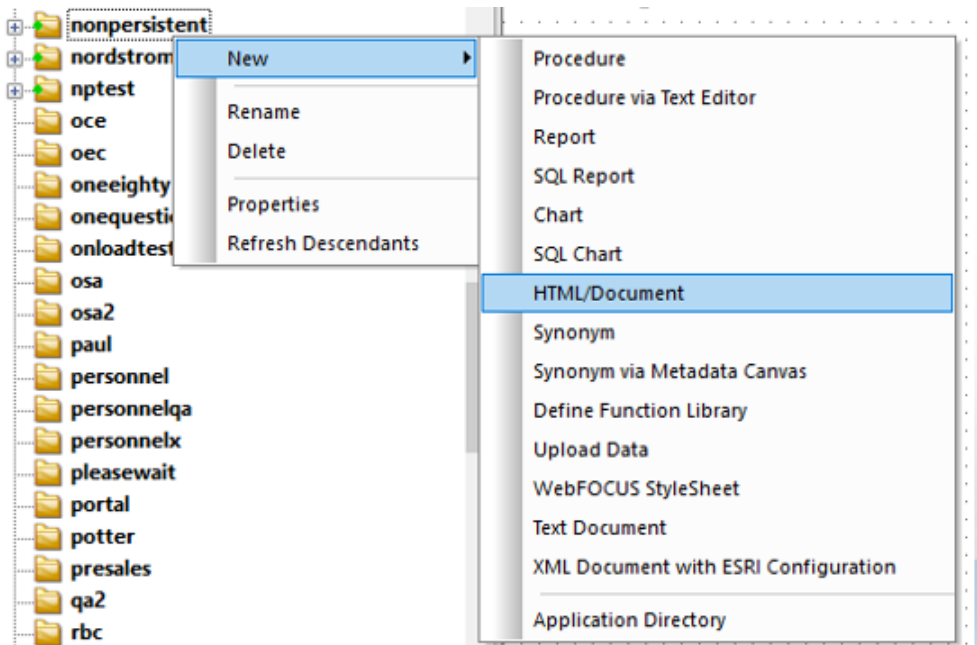 nonpersistent
nordstrom
nptest
oce
oec
oneeighty
onequesti
onloadtest
osa
osa2
paul
personnel
personnelqa
personnelx
pleasewait
portal
potter
presales
qa2
rbc
New
Rename
Delete
Properties
Refresh Descendants
Procedure
Procedure via Text Editor
Report
SQL Report
Chart
SQL Chart
HTML/Document
Synonym
Synonym via Metadata Canvas
Define Function Library
Upload Data
WebFOCUS StyleSheet
Text Document
XML Document with ESRI Configuration
Application Directory